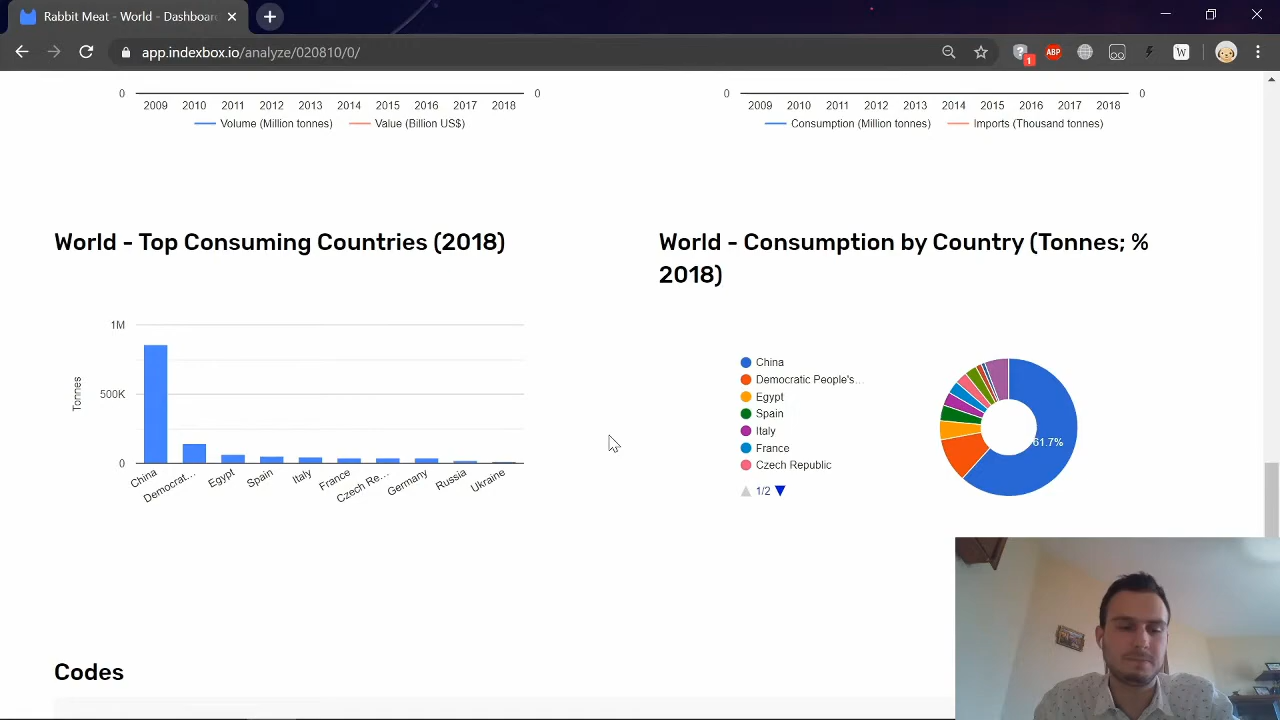 Rabbit Meat - World - Dashboar
app.indexbox.io/analyze/020810/0/
1
ABP
W
0
0
2009 2010 2011 2012 2013 2014 2015 2016 2017 2018
Volume (Million tonnes) Value (Billion US$)
0
0
2009 2010 2011 2012 2013 2014 2015 2016 2017 2018
Consumption (Million tonnes) Imports (Thousand tonnes)
World - Top Consuming Countries (2018)
Tonnes
1M
500K
0
China Democrat... Egypt Spain Italy France Czech Re... Germany Russia Ukraine
World - Consumption by Country (Tonnes; %
2018)
China
Democratic People's...
Egypt
Spain
Italy
France
Czech Republic
1/2
61.7%
Codes